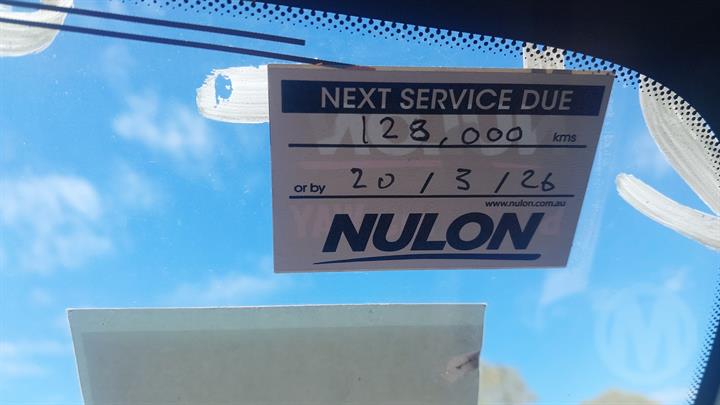 NEXT SERVICE DUE
128,000 kms
or by 20 / 3 / 26
www.nulon.com.au
NULON